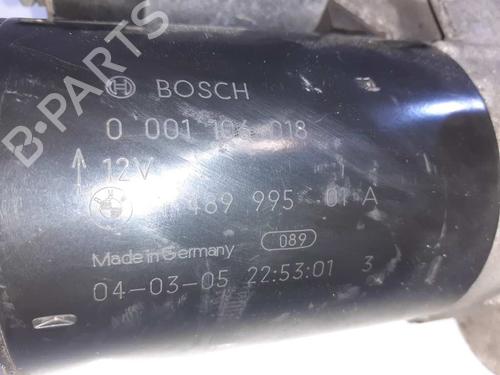 B-PARTS
BOSCH
0 001 106 018
12V
469 995 01 A
Made in Germany 089
04-03-05 22:53:01 3